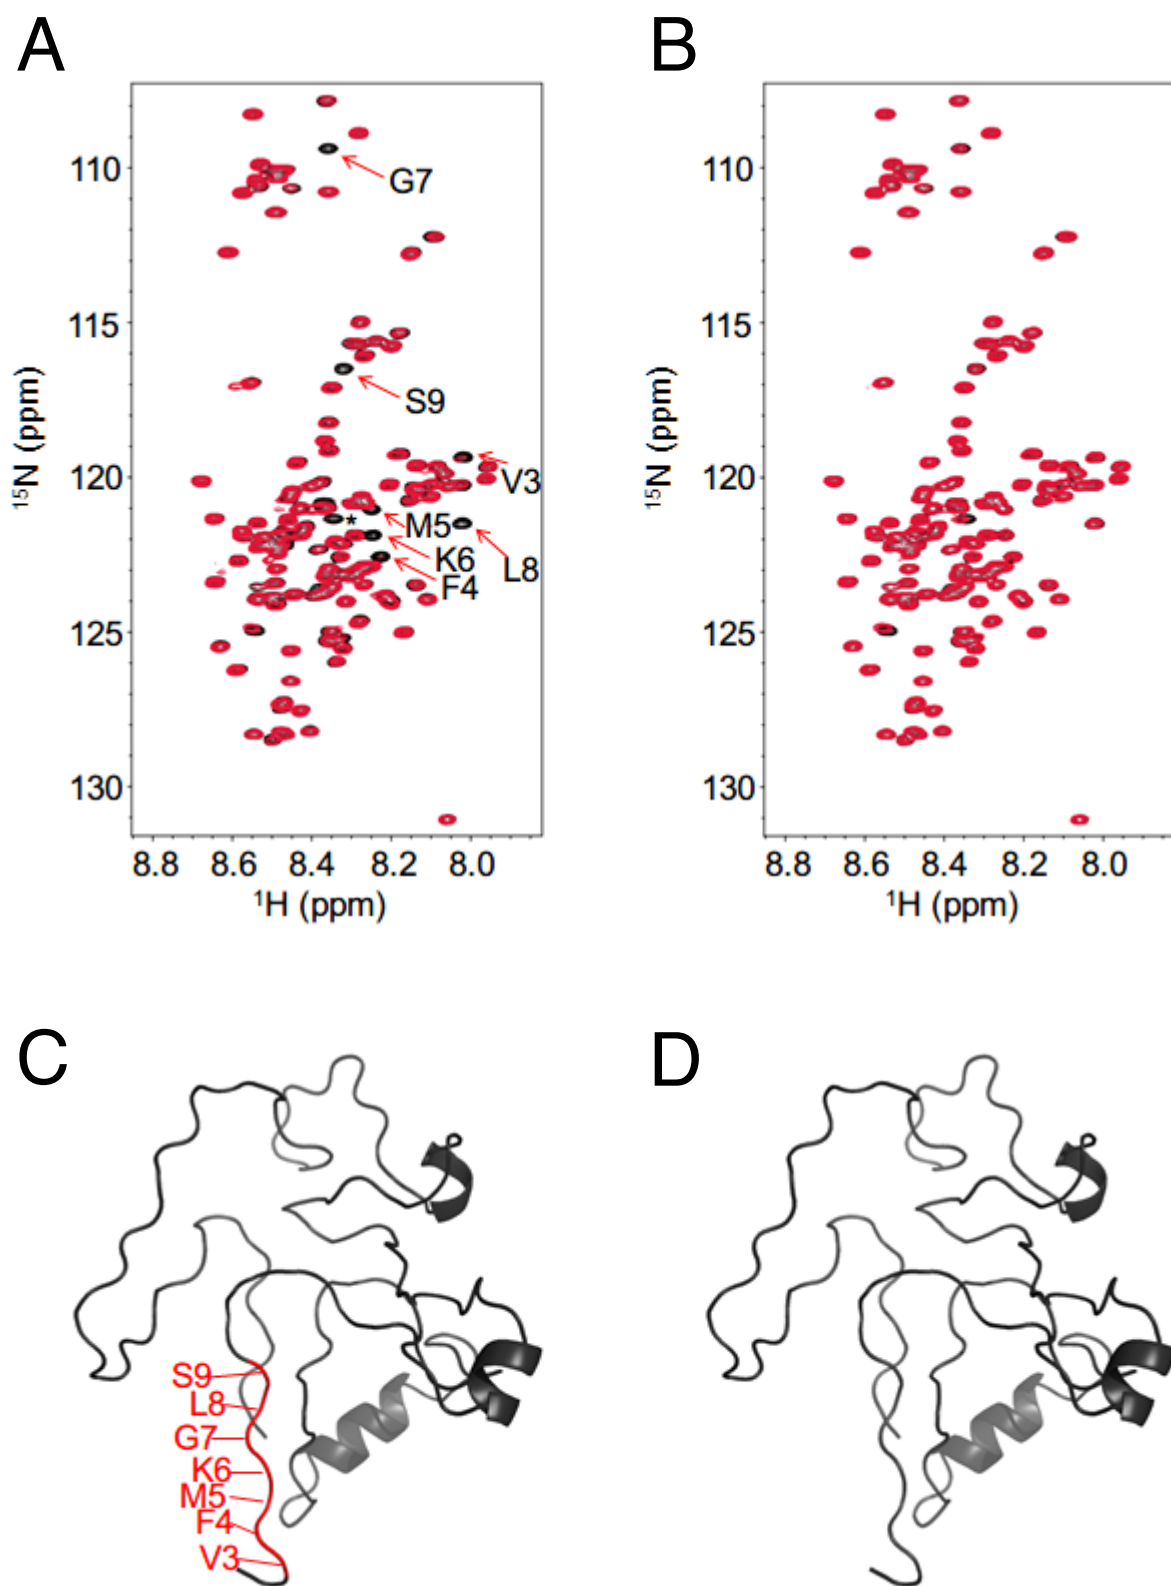 A
B
110
115
120
125
130
¹⁵N (ppm)
8.8 8.6 8.4 8.2 8.0
¹H (ppm)
G7
S9
V3
*
M5
K6
L8
F4
110
115
120
125
130
¹⁵N (ppm)
8.8 8.6 8.4 8.2 8.0
¹H (ppm)
C
D
S9
L8
G7
K6
M5
F4
V3